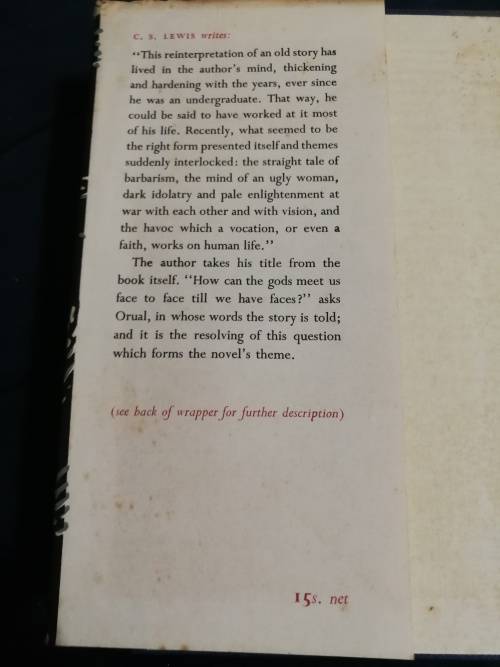 C. S. LEWIS writes:
“This reinterpretation of an old story has
lived in the author’s mind, thickening
and hardening with the years, ever since
he was an undergraduate. That way, he
could be said to have worked at it most
of his life. Recently, what seemed to be
the right form presented itself and themes
suddenly interlocked: the straight tale of
barbarism, the mind of an ugly woman,
dark idolatry and pale enlightenment at
war with each other and with vision, and
the havoc which a vocation, or even a
faith, works on human life.”
The author takes his title from the
book itself. “How can the gods meet us
face to face till we have faces?” asks
Orual, in whose words the story is told;
and it is the resolving of this question
which forms the novel’s theme.
(see back of wrapper for further description)
15s. net